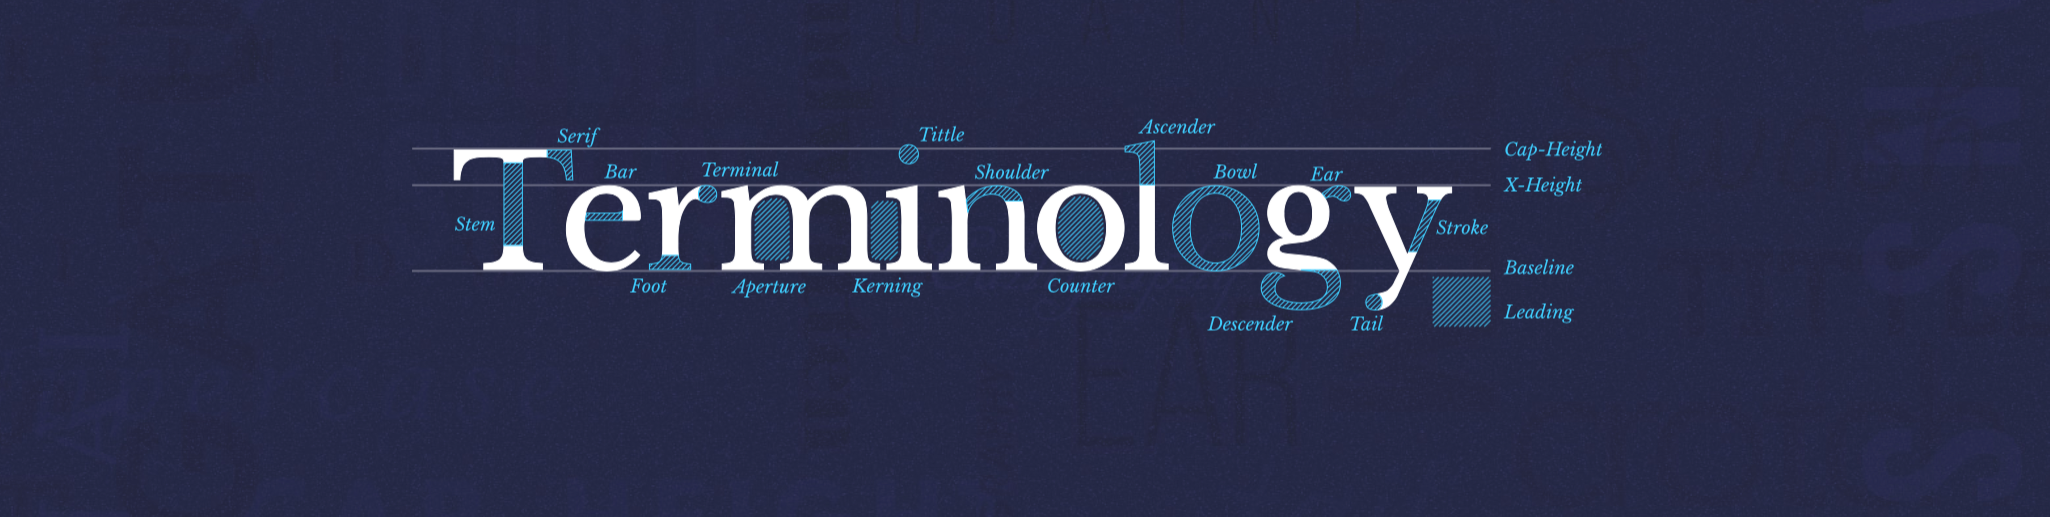 Ascender
Serif
Tittle
Cap-Height
Bar
Terminal
Shoulder
Bowl
Ear
X-Height
Stem
Terminology
Stroke
Baseline
Foot
Aperture
Kerning
Counter
Leading
Descender
Tail
EAR